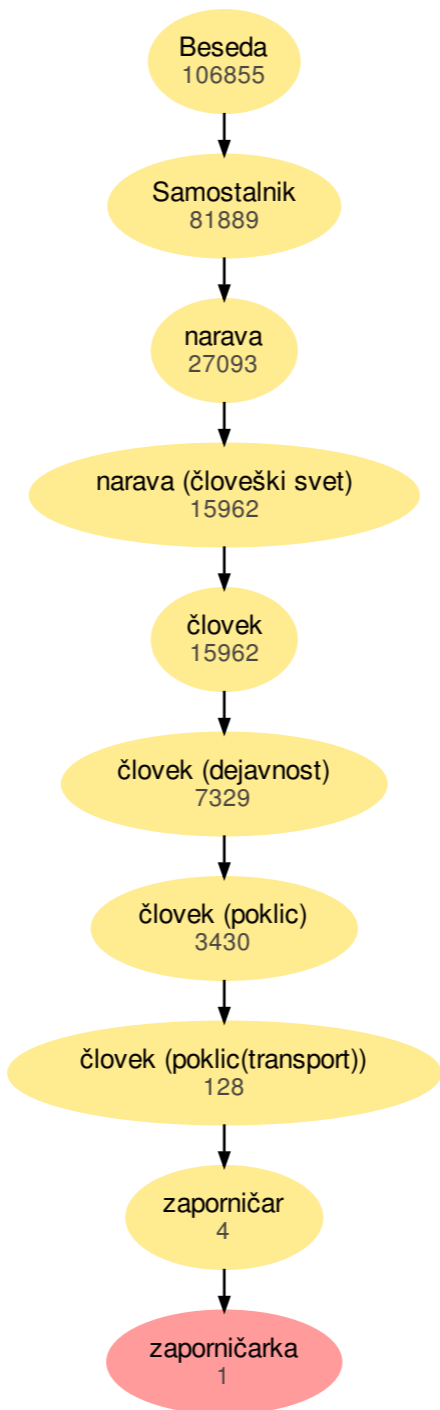 Beseda
106855
Samostalnik
81889
narava
27093
narava (človeški svet)
15962
človek
15962
človek (dejavnost)
7329
človek (poklic)
3430
človek (poklic(transport))
128
zaporničar
4
zaporničarka
1